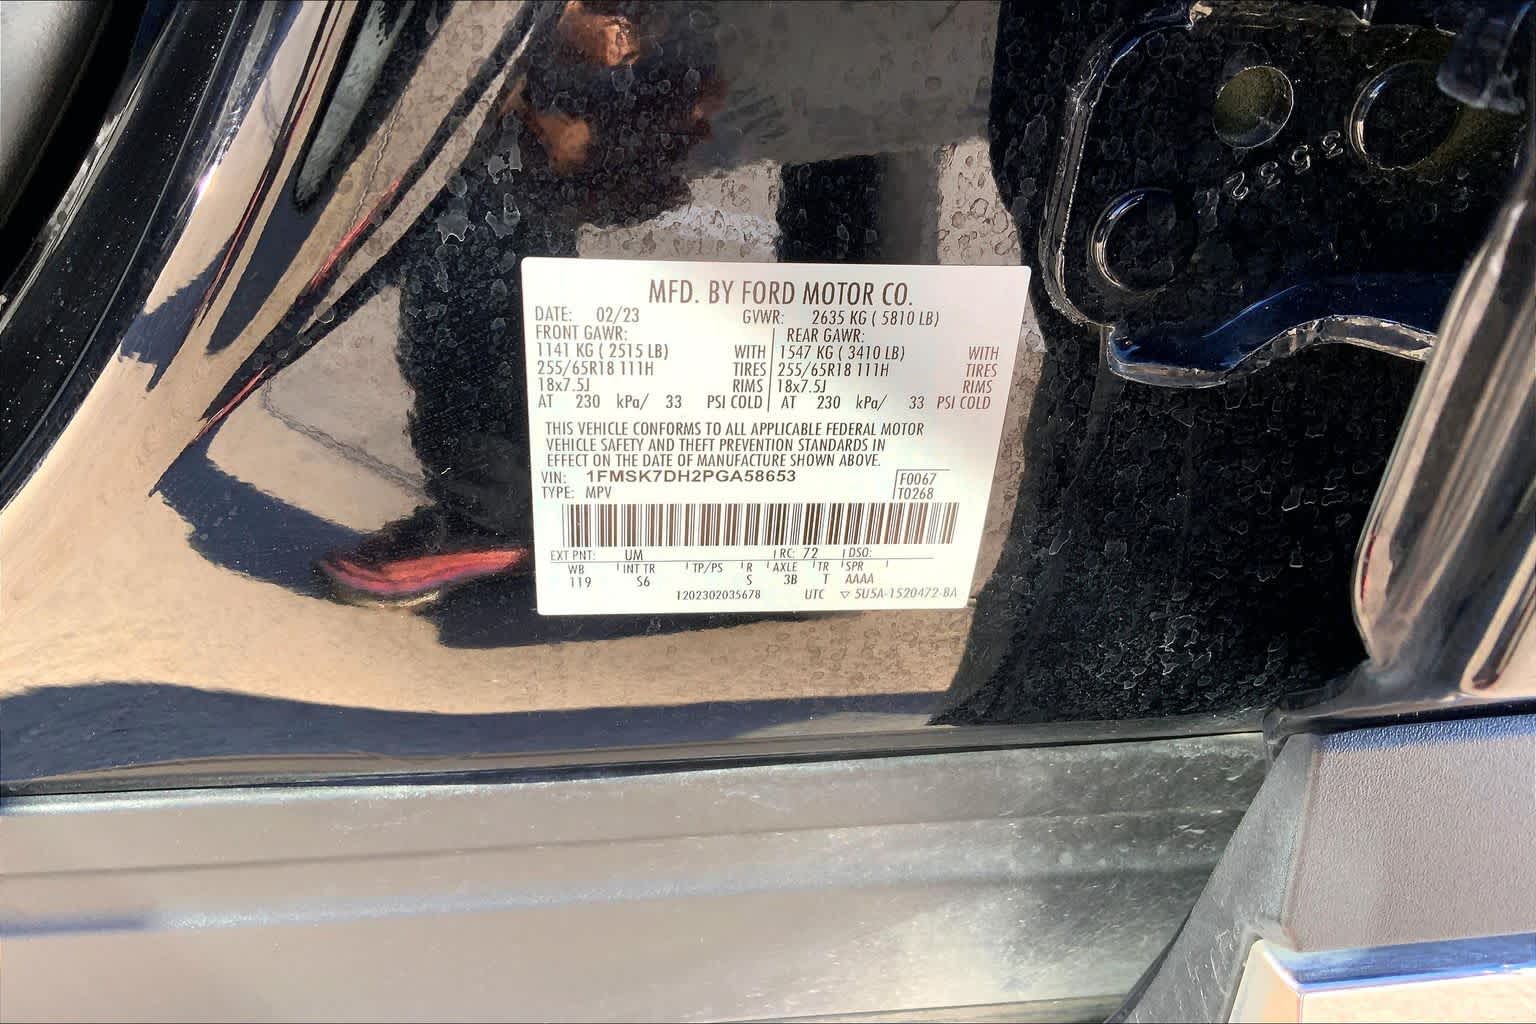 MFD. BY FORD MOTOR CO.
DATE: 02/23 GVWR: 2635 KG ( 5810 LB)
FRONT GAWR: REAR GAWR:
1141 KG ( 2515 LB) WITH 1547 KG ( 3410 LB) WITH
255/65R18 111H TIRES 255/65R18 111H TIRES
18x7.5J RIMS 18x7.5J RIMS
AT 230 kPa/ 33 PSI COLD AT 230 kPa/ 33 PSI COLD
THIS VEHICLE CONFORMS TO ALL APPLICABLE FEDERAL MOTOR
VEHICLE SAFETY AND THEFT PREVENTION STANDARDS IN
EFFECT ON THE DATE OF MANUFACTURE SHOWN ABOVE.
VIN: 1FMSK7DH2PGA58653 F0067
TYPE: MPV T0268
EXT PNT: UM RC: 72 DSO:
WB INT TR TP/PS R AXLE TR SPR
119 S6 S 3B T AAAA
1202302035678 UTC ▽ 5U5A-1520472-BA